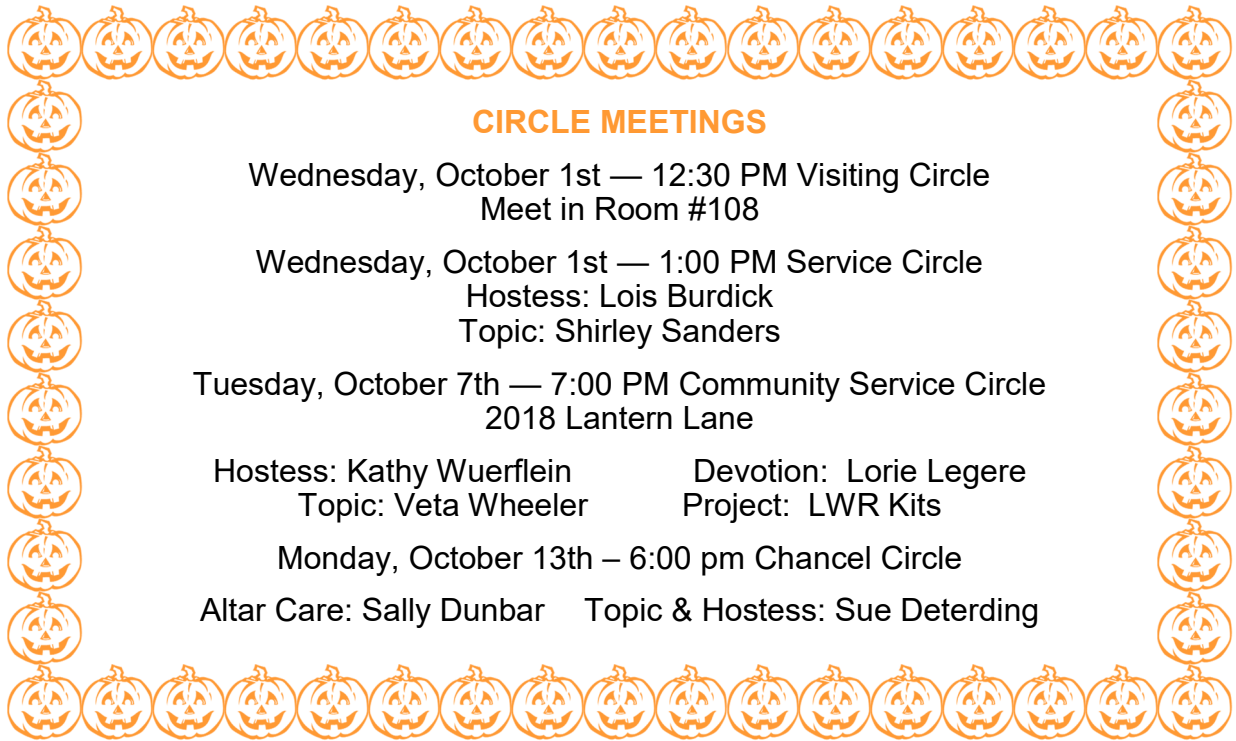 CIRCLE MEETINGS
Wednesday, October 1st — 12:30 PM Visiting Circle
Meet in Room #108
Wednesday, October 1st — 1:00 PM Service Circle
Hostess: Lois Burdick
Topic: Shirley Sanders
Tuesday, October 7th — 7:00 PM Community Service Circle
2018 Lantern Lane
Hostess: Kathy Wuerflein Devotion: Lorie Legere
Topic: Veta Wheeler Project: LWR Kits
Monday, October 13th – 6:00 pm Chancel Circle
Altar Care: Sally Dunbar Topic & Hostess: Sue Deterding